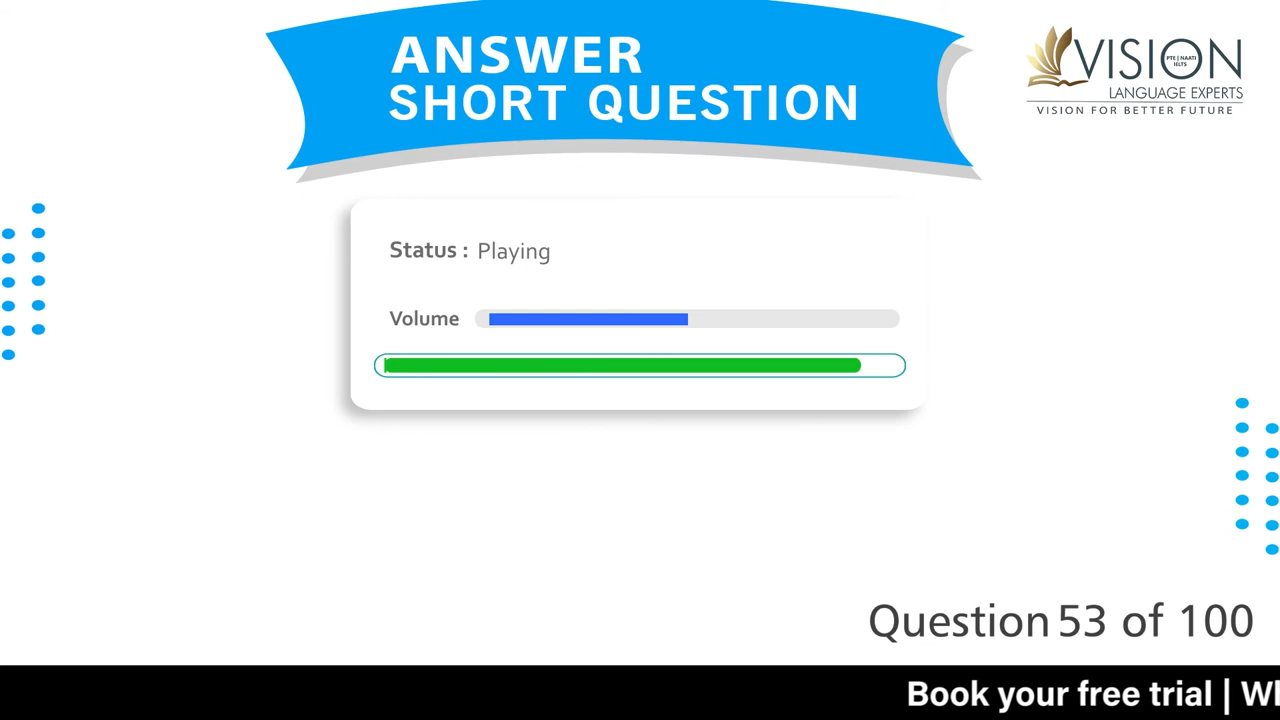 ANSWER
SHORT QUESTION
VISION
PTE | NAATI
IELTS
LANGUAGE EXPERTS
VISION FOR BETTER FUTURE
Status : Playing
Volume
Question 53 of 100
Book your free trial |